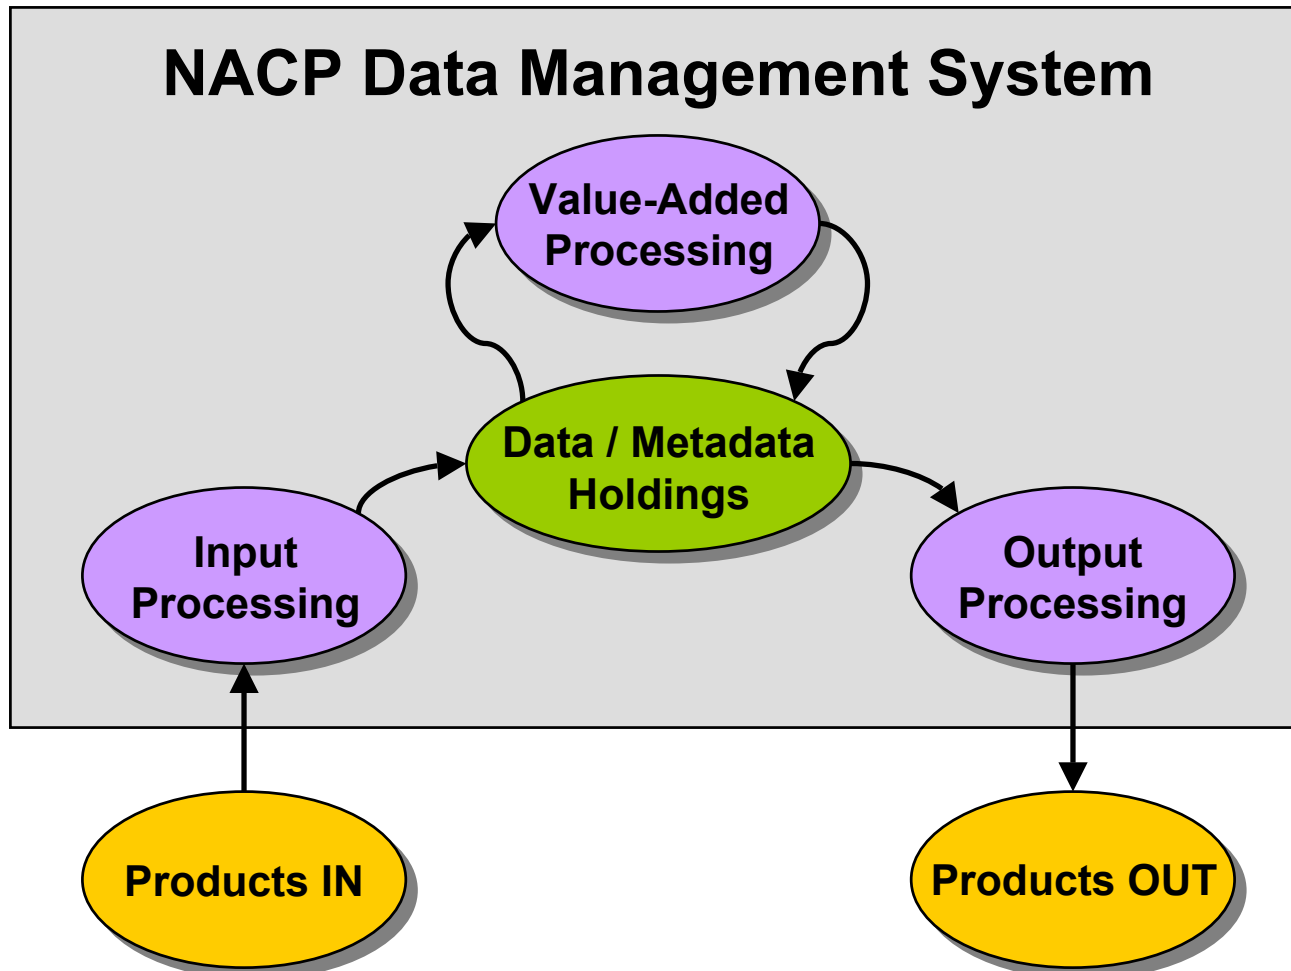 NACP Data Management System
Value-Added
Processing
Data / Metadata
Holdings
Input
Processing
Output
Processing
Products IN
Products OUT